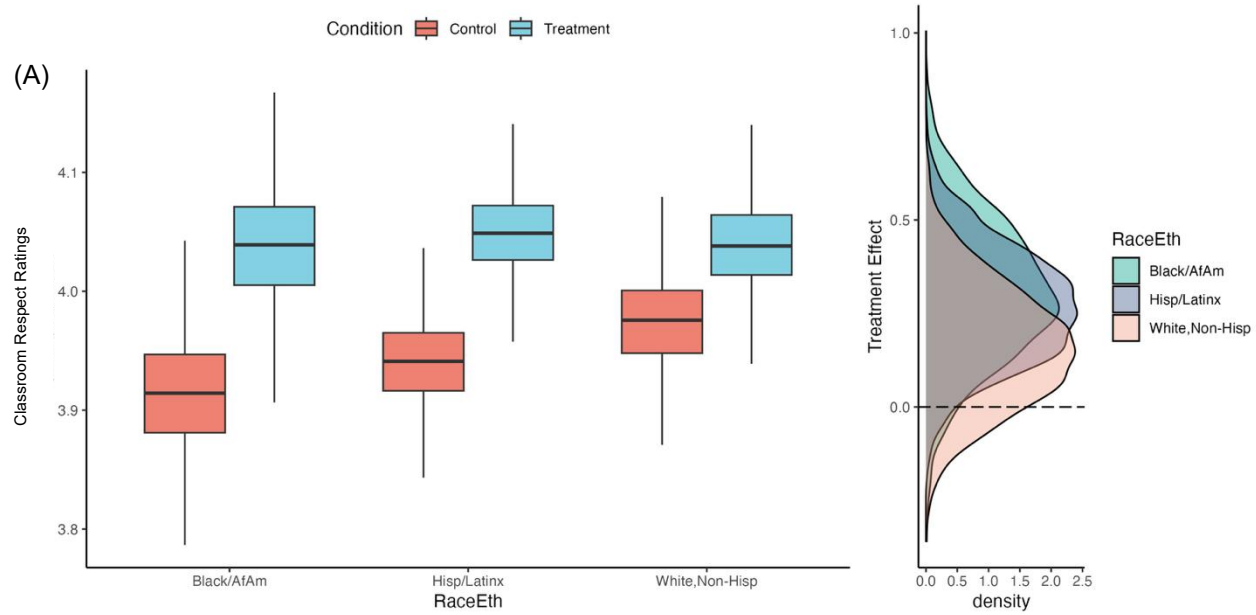 Condition Control Treatment
(A)
Classroom Respect Ratings
4.1
4.0
3.9
3.8
Black/AfAm Hisp/Latinx White,Non-Hisp
RaceEth
Treatment Effect
1.0
0.5
0.0
0.0 0.5 1.0 1.5 2.0 2.5
density
RaceEth
Black/AfAm
Hisp/Latinx
White,Non-Hisp